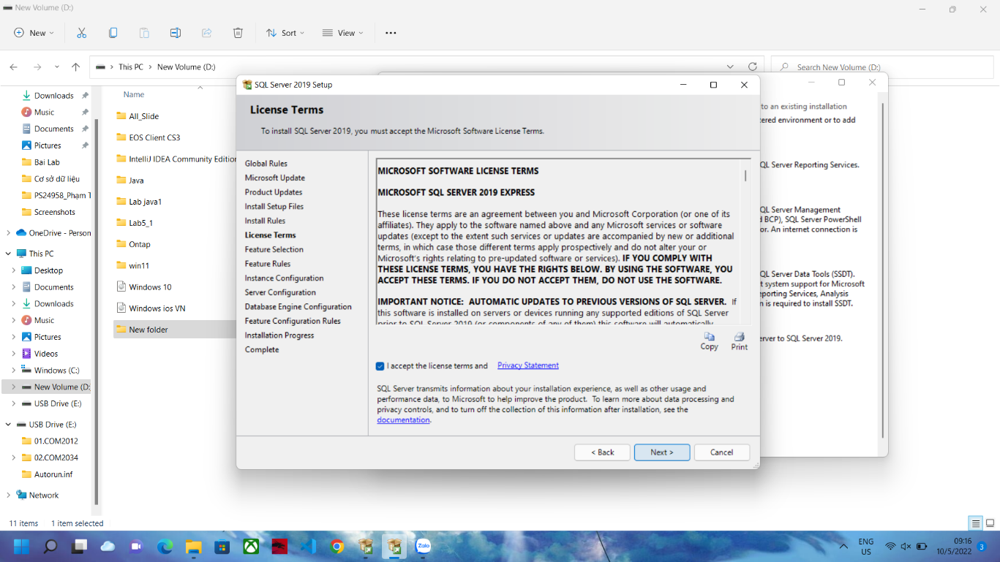 New Volume (D:)
New
Sort
View
This PC > New Volume (D:)
Search New Volume (D:)
Downloads
Music
Documents
Pictures
Bai Lab
Cơ sở dữ liệu
PS24958_Phạm T
Screenshots
OneDrive - Person
This PC
Desktop
Documents
Downloads
Music
Pictures
Videos
Windows (C:)
New Volume (D:
USB Drive (E:)
USB Drive (E:)
01.COM2012
02.COM2034
Autorun.inf
Network
Name
All_Slide
EOS Client CS3
IntelliJ IDEA Community Edition
Java
Lab java1
Lab5_1
Ontap
win11
Windows 10
Windows ios VN
New folder
SQL Server 2019 Setup
License Terms
To install SQL Server 2019, you must accept the Microsoft Software License Terms.
Global Rules
Microsoft Update
Product Updates
Install Setup Files
Install Rules
License Terms
Feature Selection
Feature Rules
Instance Configuration
Server Configuration
Database Engine Configuration
Feature Configuration Rules
Installation Progress
Complete
MICROSOFT SOFTWARE LICENSE TERMS
MICROSOFT SQL SERVER 2019 EXPRESS
These license terms are an agreement between you and Microsoft Corporation (or one of its
affiliates). They apply to the software named above and any Microsoft services or software
updates (except to the extent such services or updates are accompanied by new or additional
terms, in which case those different terms apply prospectively and do not alter your or
Microsoft's rights relating to pre-updated software or services). IF YOU COMPLY WITH
THESE LICENSE TERMS, YOU HAVE THE RIGHTS BELOW. BY USING THE SOFTWARE, YOU
ACCEPT THESE TERMS. IF YOU DO NOT ACCEPT THEM, DO NOT USE THE SOFTWARE.
IMPORTANT NOTICE: AUTOMATIC UPDATES TO PREVIOUS VERSIONS OF SQL SERVER. If
this software is installed on servers or devices running any supported editions of SQL Server
prior to SQL Server 2019 (or components of any of them) this software will automatically
Copy
Print
I accept the license terms and Privacy Statement
SQL Server transmits information about your installation experience, as well as other usage and
performance data, to Microsoft to help improve the product. To learn more about data processing and
privacy controls, and to turn off the collection of this information after installation, see the
documentation.
< Back
Next >
Cancel
to an existing installation
tered environment or to add
QL Server Reporting Services.
QL Server Management
d BCP), SQL Server PowerShell
or. An internet connection is
QL Server Data Tools (SSDT).
t system support for Microsoft
eporting Services, Analysis
n is required to install SSDT.
erver to SQL Server 2019.
11 items
1 item selected
Zalo
ENG
US
09:16
10/5/2022
3